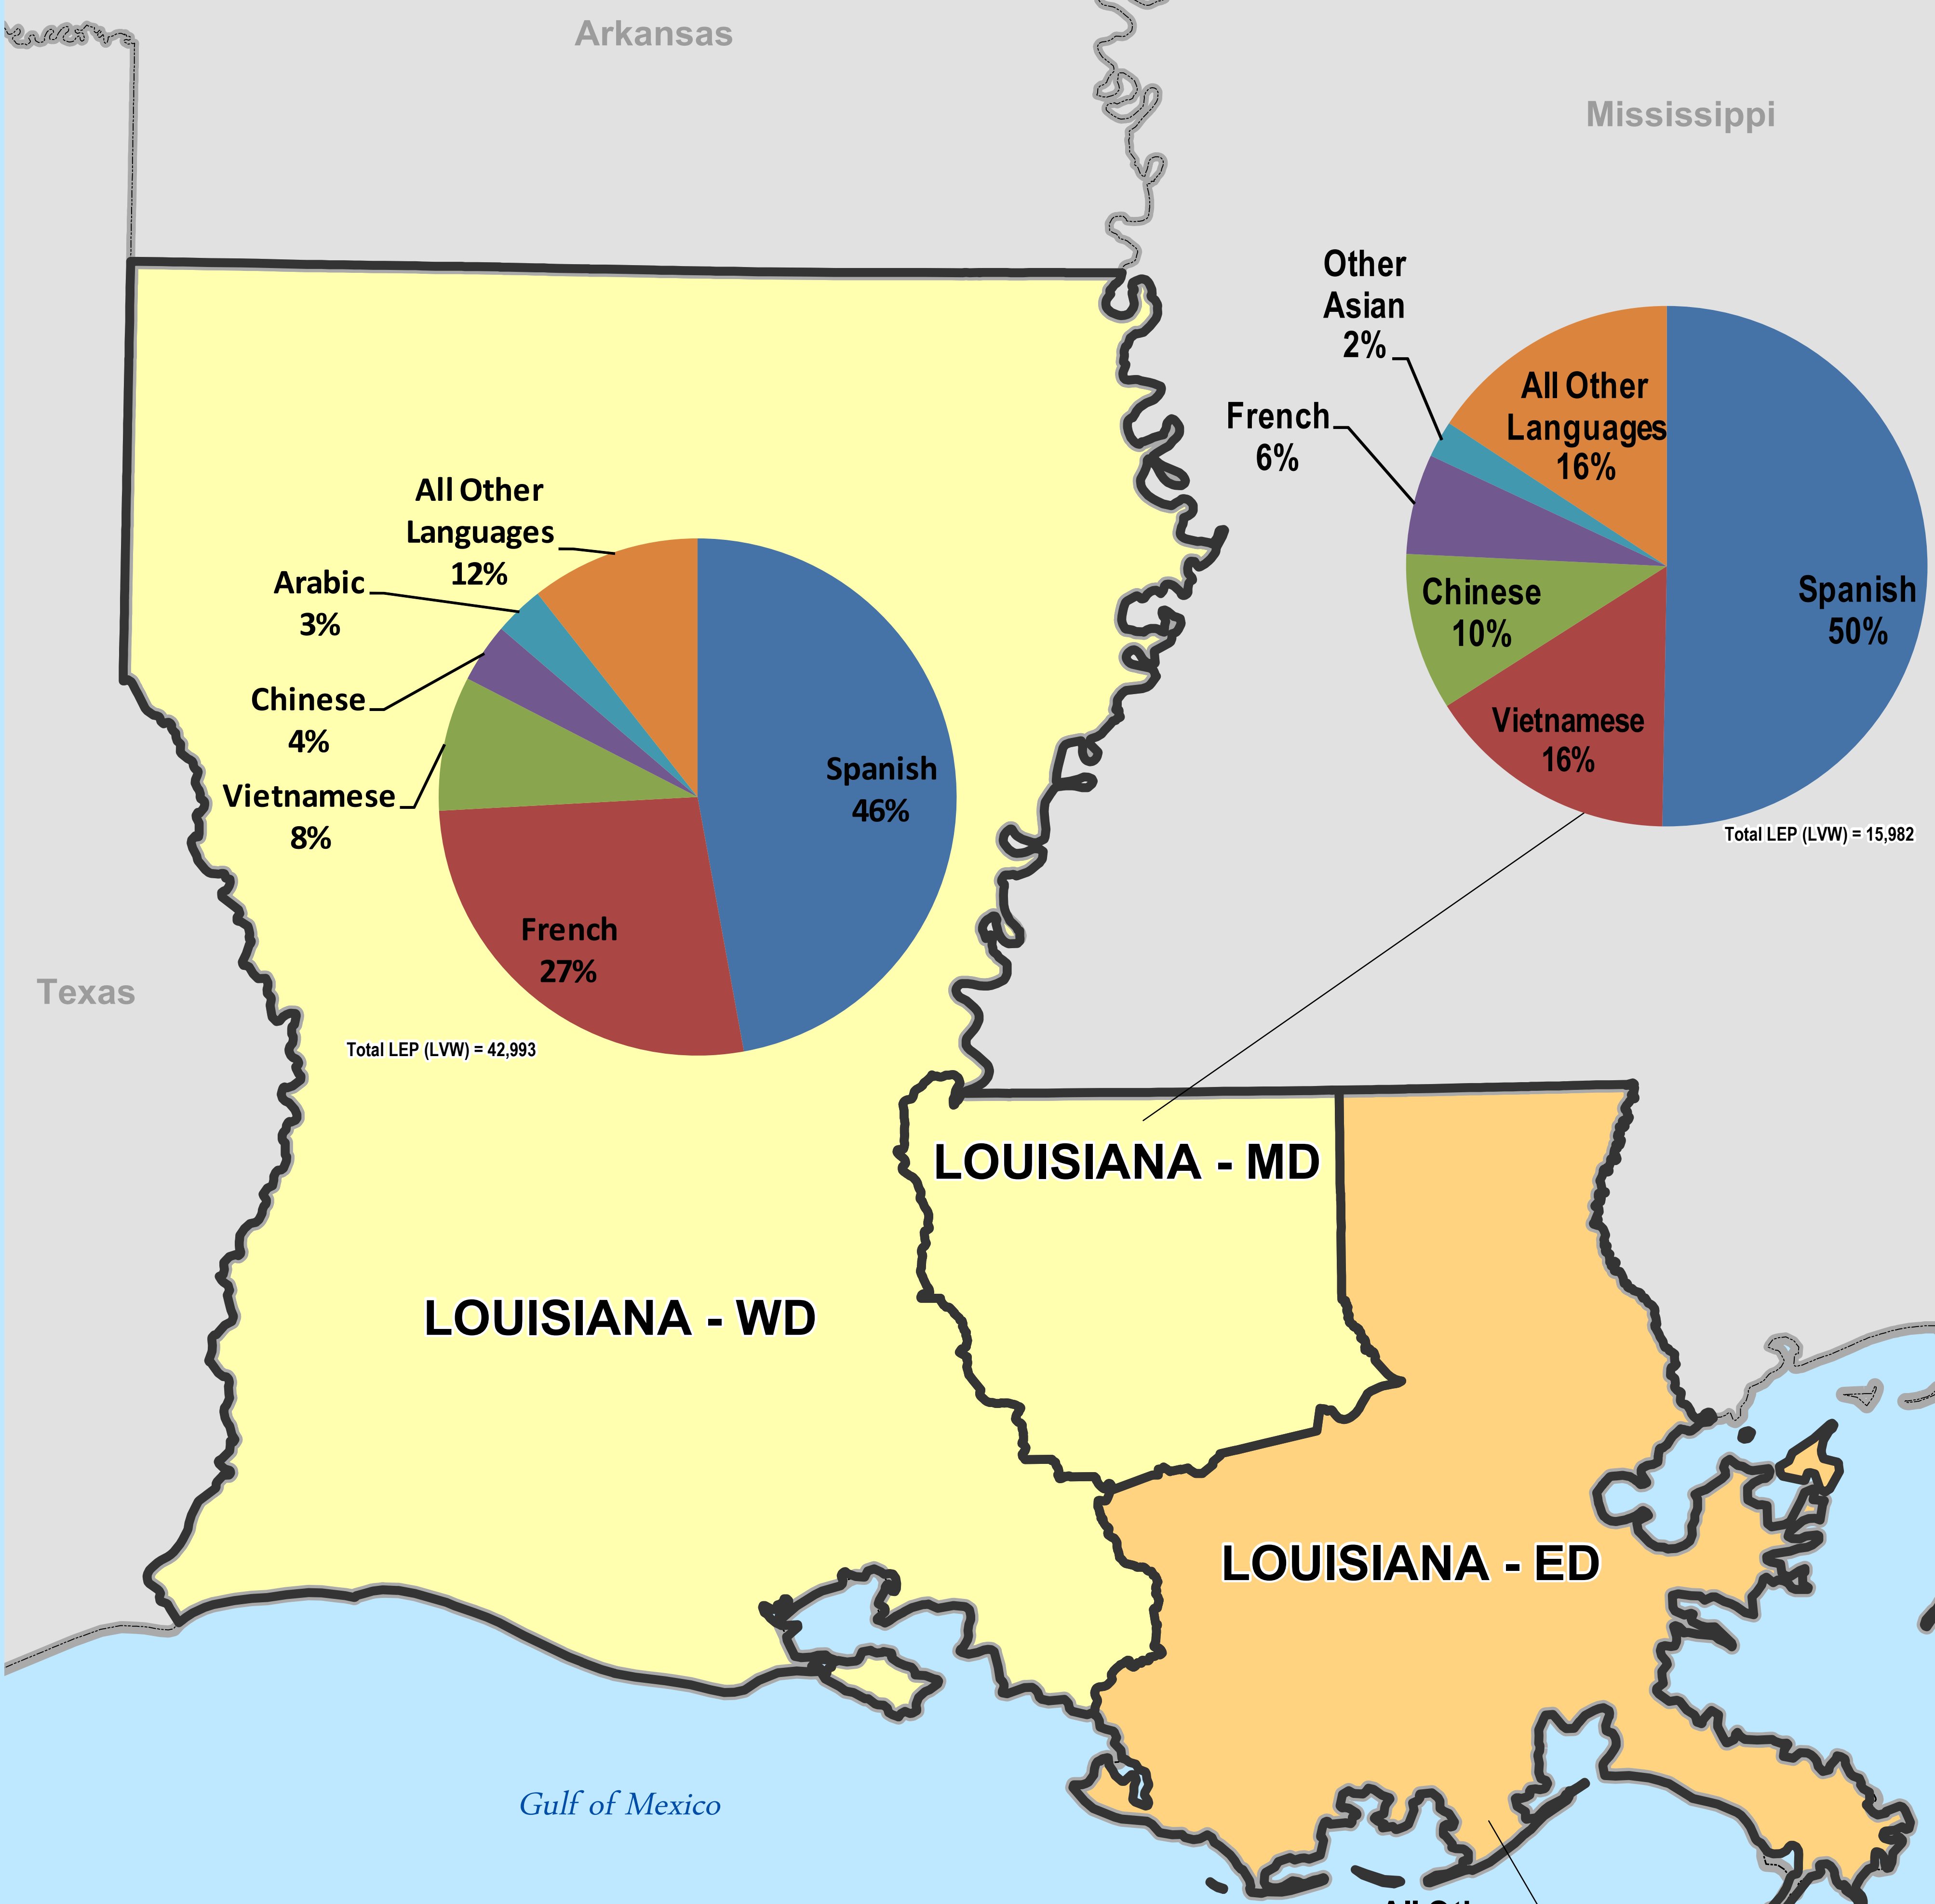 Arkansas
Mississippi
Other
Asian
2%
All Other
Languages
16%
French
6%
Spanish
50%
Chinese
10%
Vietnamese
16%
Total LEP (LVW) = 15,982
All Other
Languages
12%
Arabic
3%
Chinese
4%
Vietnamese
8%
Spanish
46%
French
27%
Total LEP (LVW) = 42,993
Texas
LOUISIANA - MD
LOUISIANA - WD
LOUISIANA - ED
Gulf of Mexico